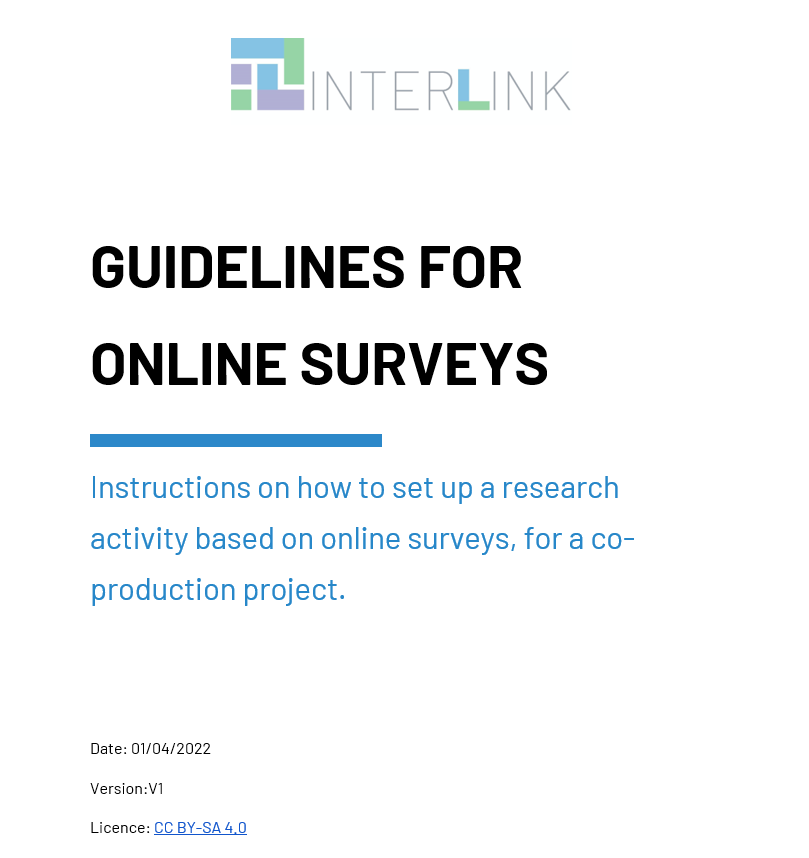 INTERLINK
GUIDELINES FOR
ONLINE SURVEYS
Instructions on how to set up a research
activity based on online surveys, for a co-
production project.
Date: 01/04/2022
Version:V1
Licence: CC BY-SA 4.0